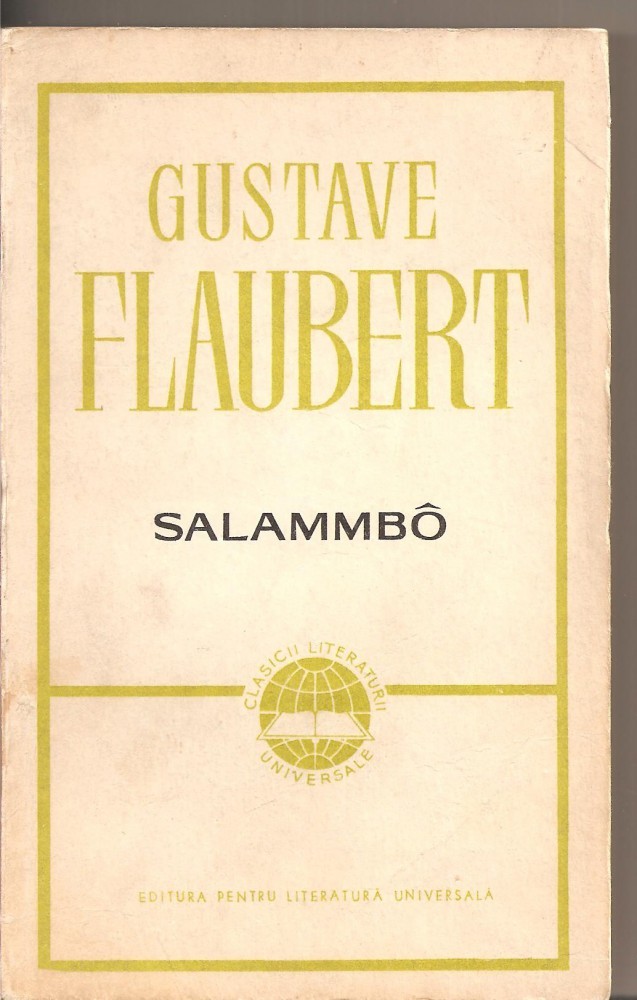 GUSTAVE
FLAUBERT
SALAMMBÔ
CLASICII LITERATURII
UNIVERSALE
EDITURA PENTRU LITERATURĂ UNIVERSALĂ